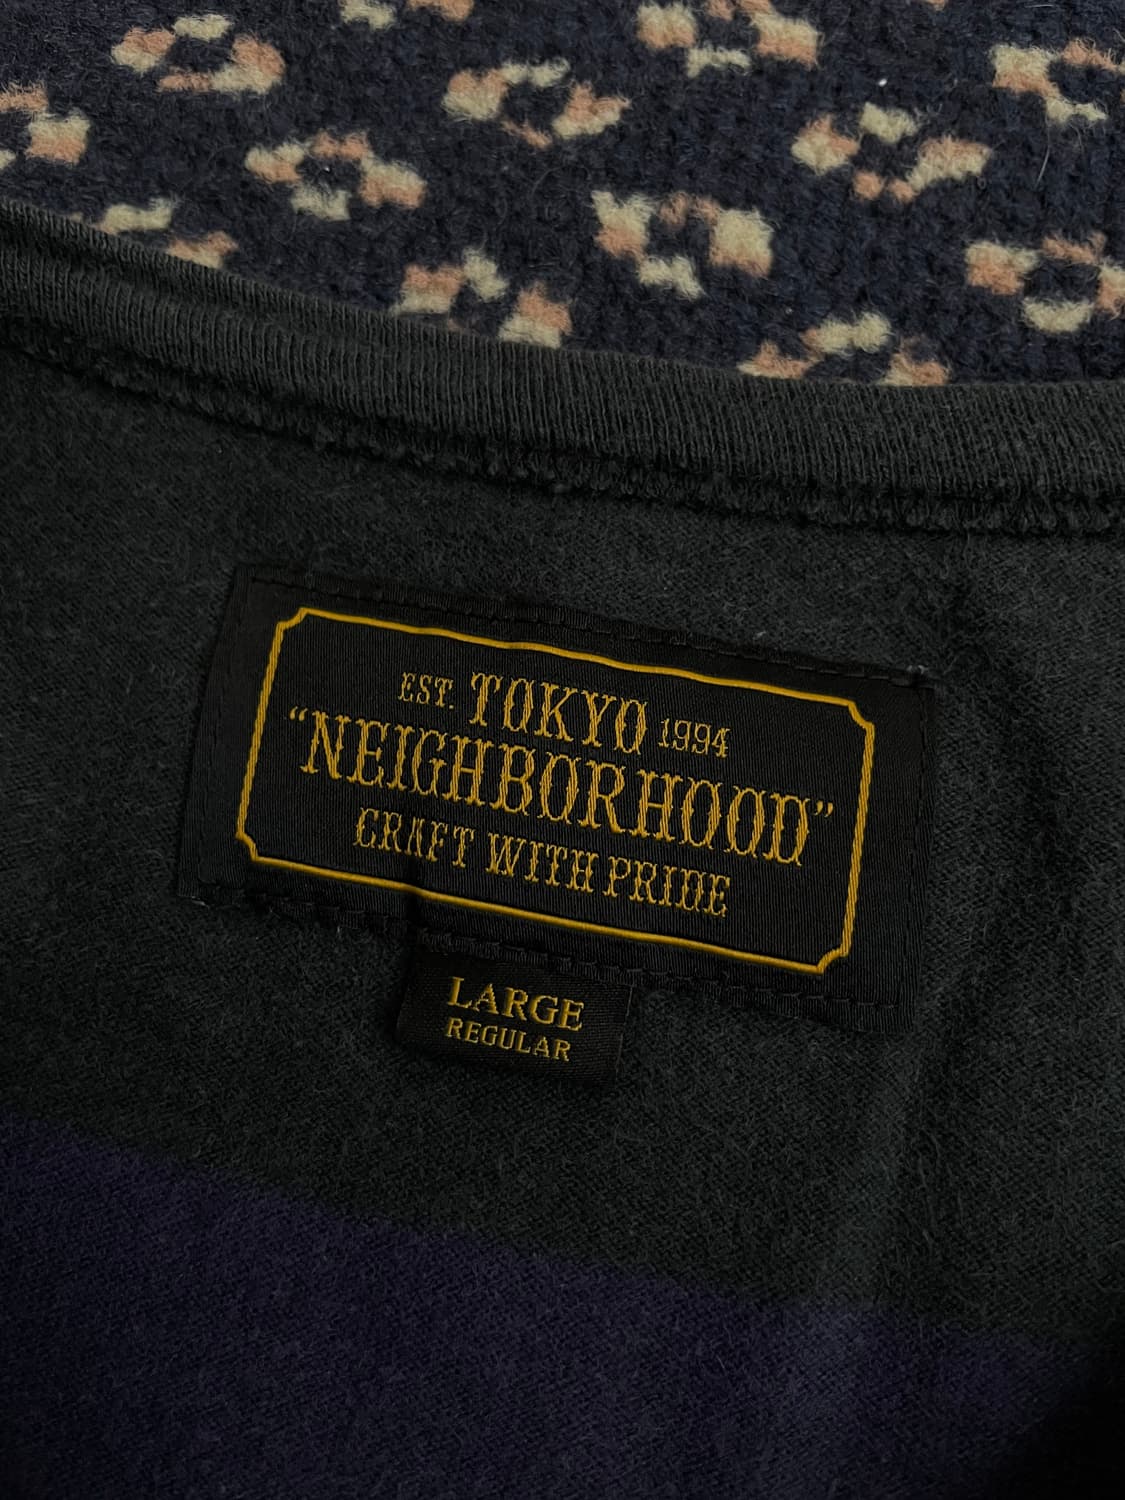 EST. TOKYO 1994
“NEIGHBORHOOD”
CRAFT WITH PRIDE
LARGE
REGULAR